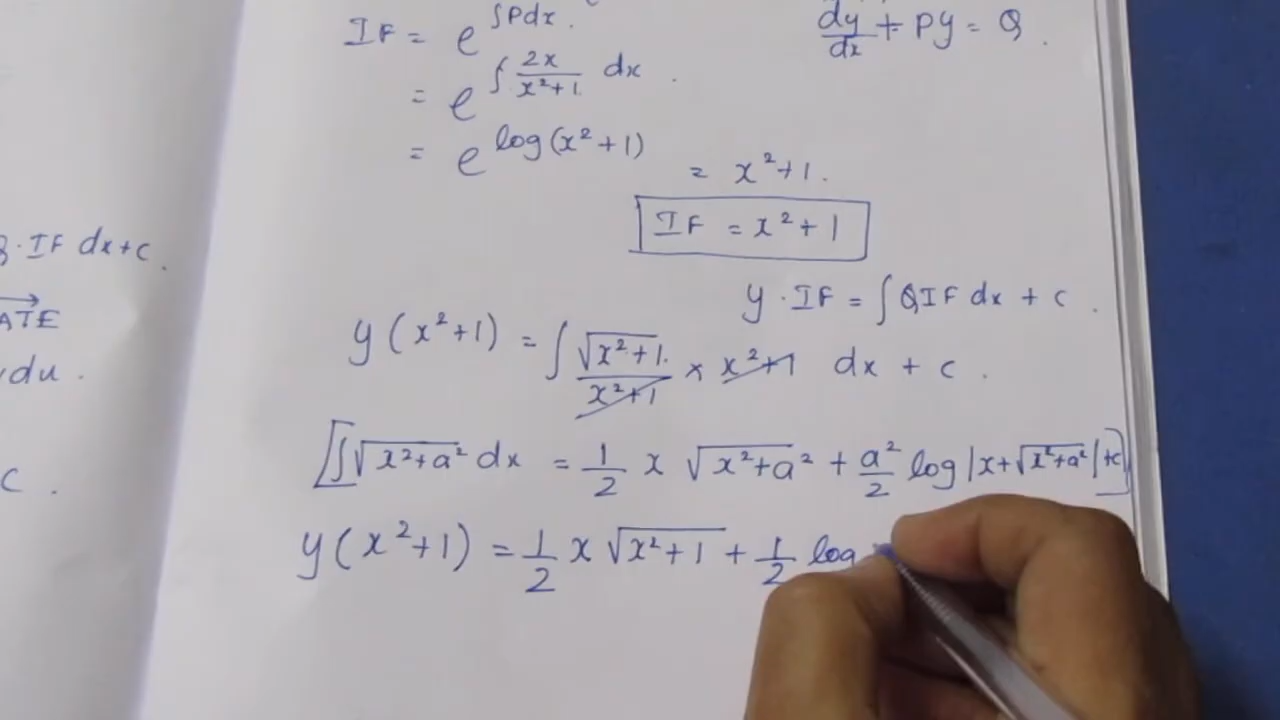 IF = e^∫Pdx.
dy/dx + Py = Q.
= e^∫ 2x/x²+1 dx.
= e^log(x²+1)
= x²+1.
IF = x²+1
· IF dx+c.
y · IF = ∫QIF dx + c.
ATE
y(x²+1) = ∫ √x²+1. / x²+1 × x²+1 dx + c.
du.
[∫√x²+a² dx = 1/2 x √x²+a² + a²/2 log|x+√x²+a²|+c]
c.
y(x²+1) = 1/2 x √x²+1 + 1/2 log